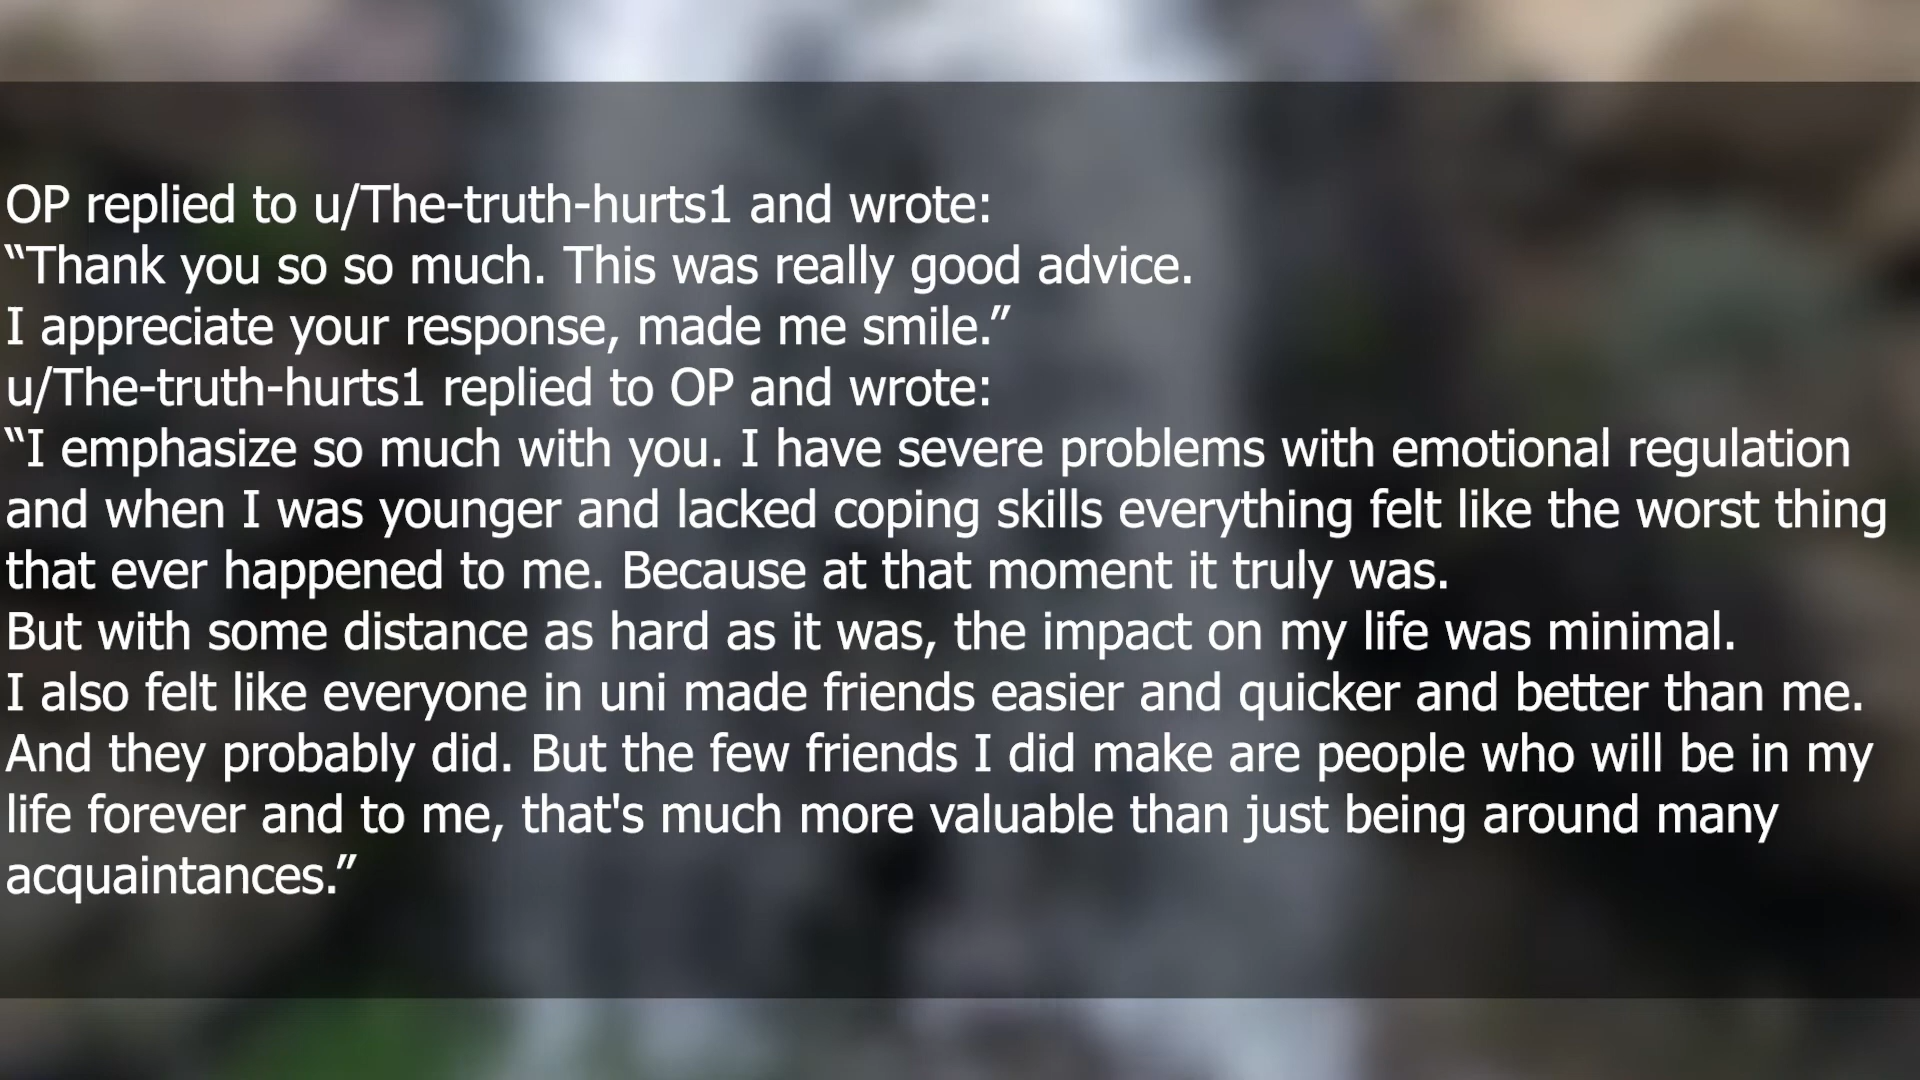 OP replied to u/The-truth-hurts1 and wrote:
“Thank you so so much. This was really good advice.
I appreciate your response, made me smile.”
u/The-truth-hurts1 replied to OP and wrote:
“I emphasize so much with you. I have severe problems with emotional regulation
and when I was younger and lacked coping skills everything felt like the worst thing
that ever happened to me. Because at that moment it truly was.
But with some distance as hard as it was, the impact on my life was minimal.
I also felt like everyone in uni made friends easier and quicker and better than me.
And they probably did. But the few friends I did make are people who will be in my
life forever and to me, that's much more valuable than just being around many
acquaintances.”